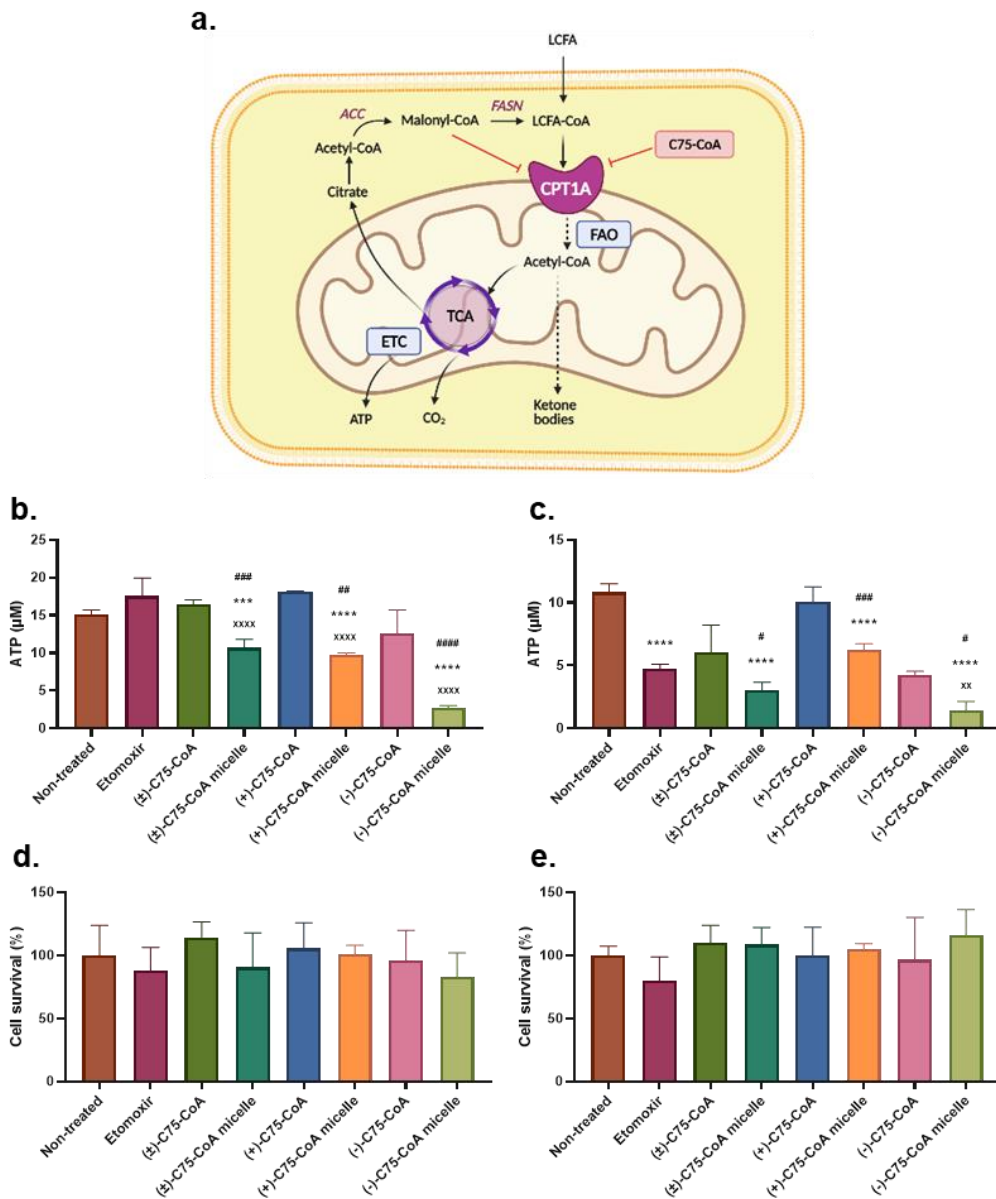 a.
LCFA
ACC
FASN
Malonyl-CoA
LCFA-CoA
C75-CoA
Acetyl-CoA
CPT1A
Citrate
FAO
Acetyl-CoA
TCA
ETC
ATP
CO₂
Ketone
bodies
b.
ATP (µM)
25
20
15
10
5
0
###
***
xxxx
##
****
xxxx
####
****
xxxx
Non-treated
Etomoxir
(±)-C75-CoA
(±)-C75-CoA micelle
(+)-C75-CoA
(+)-C75-CoA micelle
(-)-C75-CoA
(-)-C75-CoA micelle
c.
ATP (µM)
15
10
5
0
****
#
****
###
****
#
****
xx
Non-treated
Etomoxir
(±)-C75-CoA
(±)-C75-CoA micelle
(+)-C75-CoA
(+)-C75-CoA micelle
(-)-C75-CoA
(-)-C75-CoA micelle
d.
Cell survival (%)
150
100
50
0
Non-treated
Etomoxir
(±)-C75-CoA
(±)-C75-CoA micelle
(+)-C75-CoA
(+)-C75-CoA micelle
(-)-C75-CoA
(-)-C75-CoA micelle
e.
Cell survival (%)
150
100
50
0
Non-treated
Etomoxir
(±)-C75-CoA
(±)-C75-CoA micelle
(+)-C75-CoA
(+)-C75-CoA micelle
(-)-C75-CoA
(-)-C75-CoA micelle